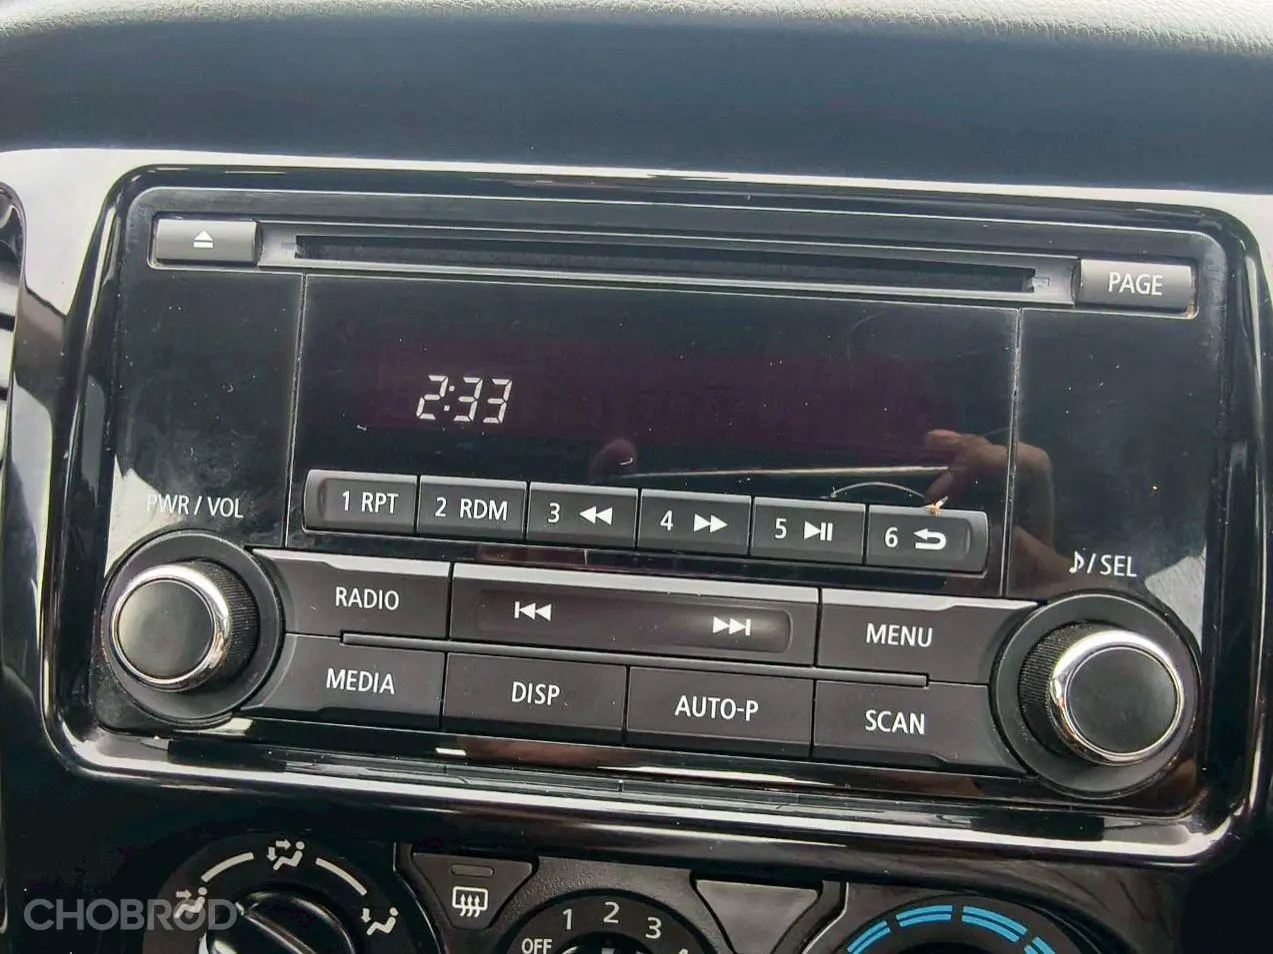 PAGE
2:33
PWR / VOL
1 RPT 2 RDM 3 4 5 6
♪/ SEL
RADIO MENU
MEDIA DISP AUTO-P SCAN
OFF 1 2 3
CHOBROD